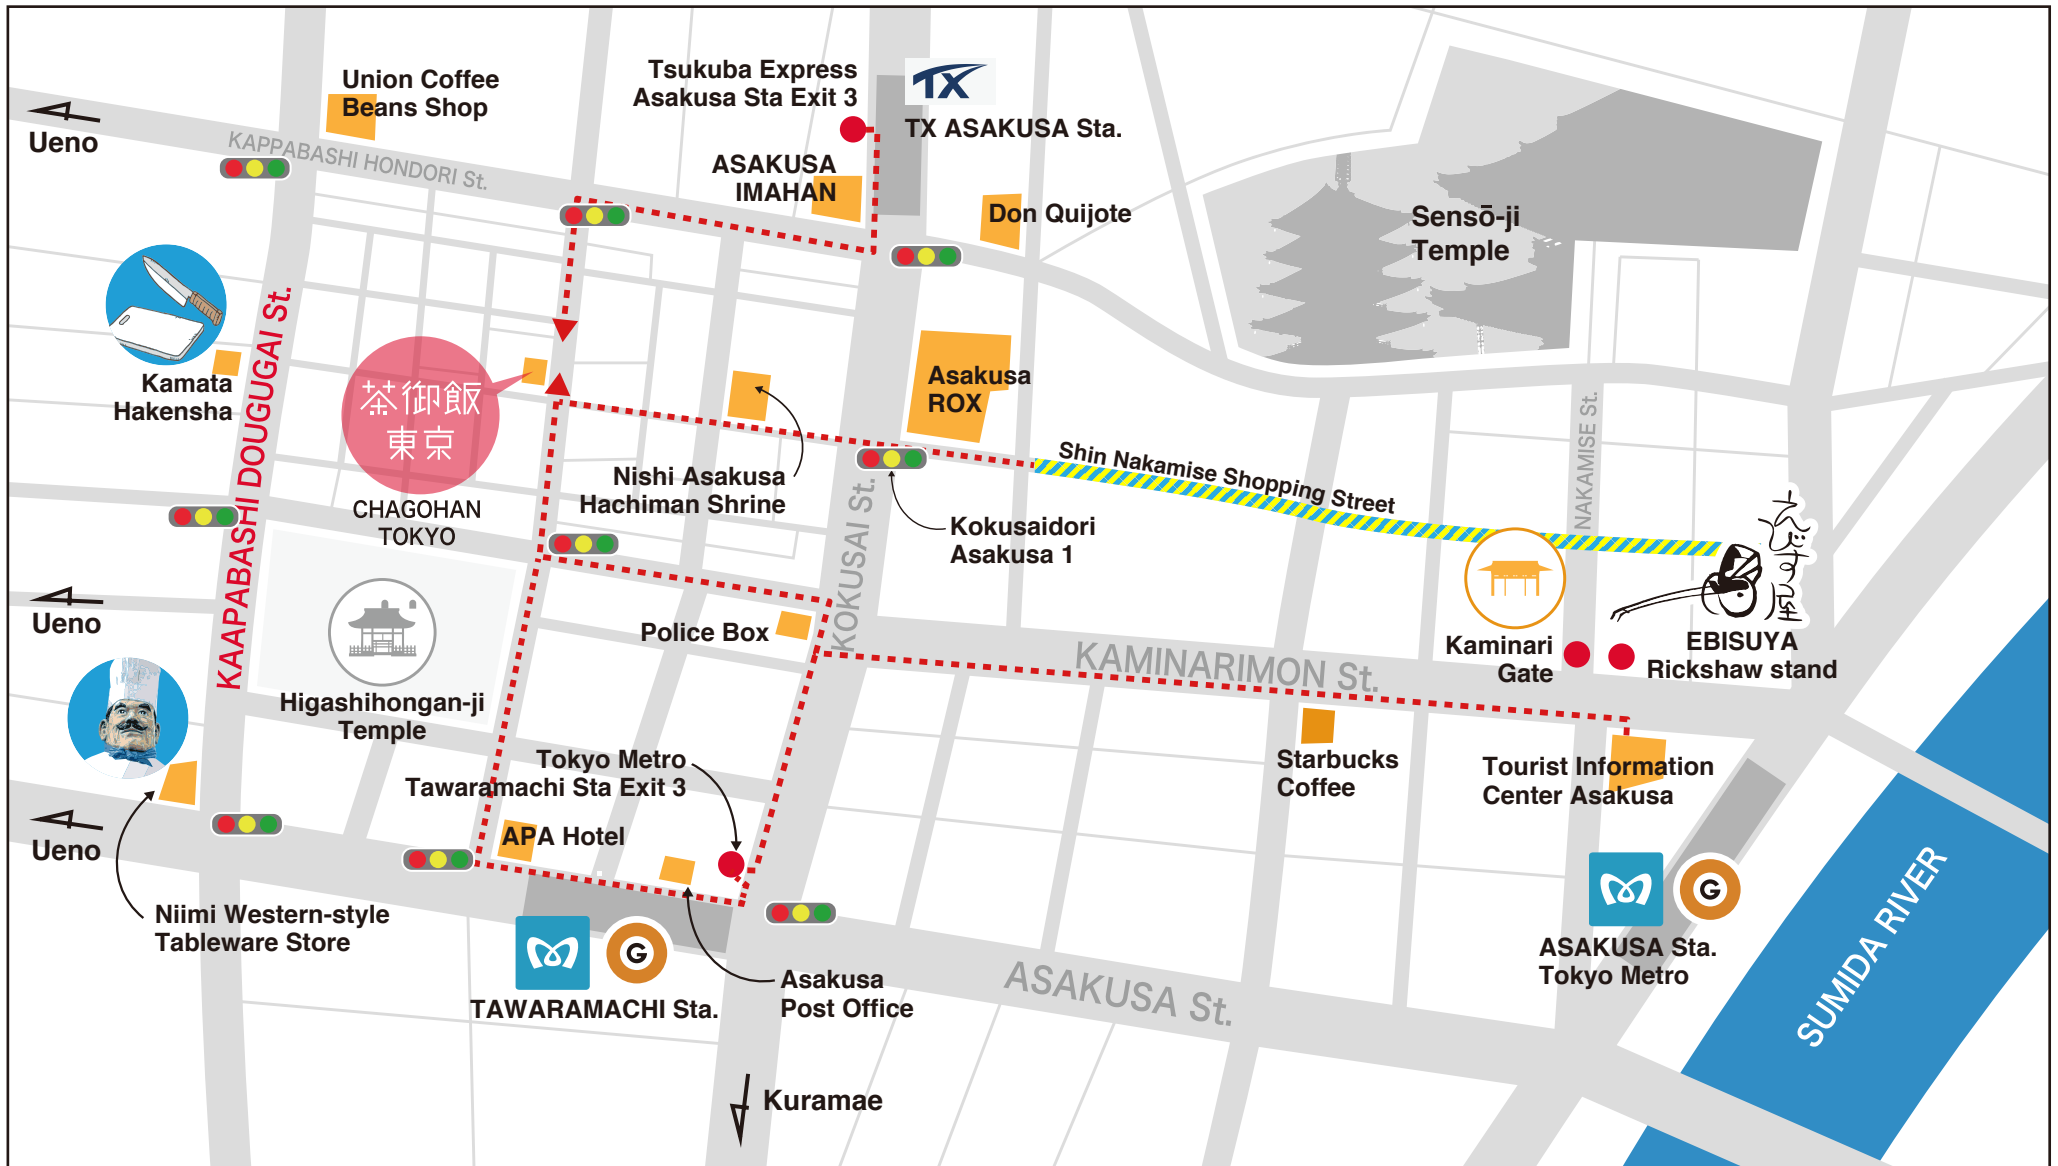 Union Coffee
Beans Shop
Tsukuba Express
Asakusa Sta Exit 3
TX
TX ASAKUSA Sta.
Ueno
KAPPABASHI HONDORI St.
ASAKUSA
IMAHAN
Don Quijote
Sensō-ji
Temple
Kamata
Hakensha
KAAPABASHI DOUGUGAI St.
茶御飯
東京
CHAGOHAN
TOKYO
Asakusa
ROX
Nishi Asakusa
Hachiman Shrine
KOKUSAI St.
Shin Nakamise Shopping Street
NAKAMISE St.
Kokusaidori
Asakusa 1
Ueno
Higashihongan-ji
Temple
Police Box
KAMINARIMON St.
Kaminari
Gate
EBISUYA
Rickshaw stand
Tokyo Metro
Tawaramachi Sta Exit 3
Starbucks
Coffee
Tourist Information
Center Asakusa
APA Hotel
Ueno
Niimi Western-style
Tableware Store
G
TAWARAMACHI Sta.
Asakusa
Post Office
ASAKUSA St.
G
ASAKUSA Sta.
Tokyo Metro
SUMIDA RIVER
Kuramae